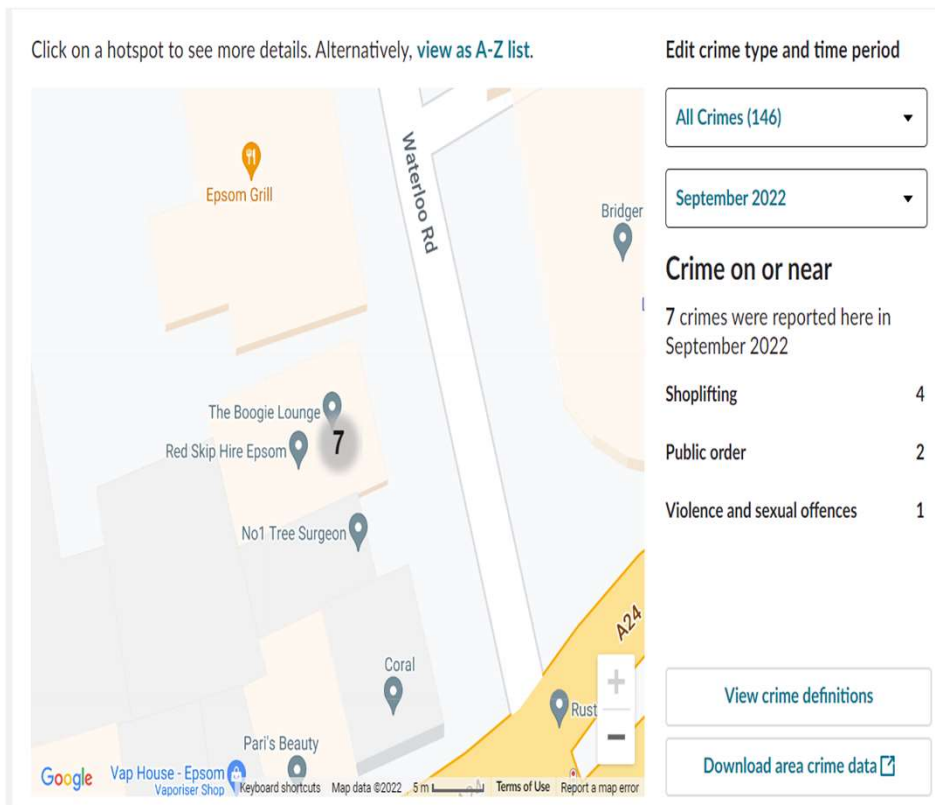 Click on a hotspot to see more details. Alternatively, view as A-Z list.
Edit crime type and time period
All Crimes (146)
September 2022
Crime on or near
7 crimes were reported here in
September 2022
Shoplifting 4
Public order 2
Violence and sexual offences 1
View crime definitions
Download area crime data
Epsom Grill
Waterloo Rd
Bridger
The Boogie Lounge
7
Red Skip Hire Epsom
No1 Tree Surgeon
A24
Coral
Rust
Pari's Beauty
Vap House - Epsom
Vaporiser Shop
Google
Keyboard shortcuts
Map data ©2022
5 m
Terms of Use
Report a map error